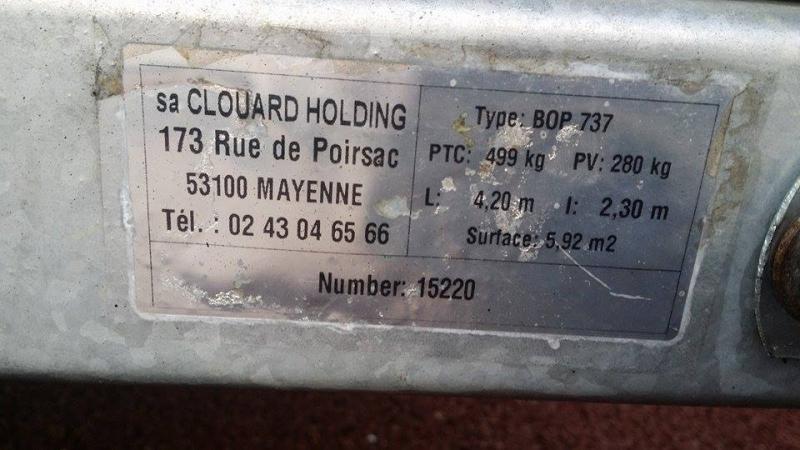 sa CLOUARD HOLDING
173 Rue de Poirsac
53100 MAYENNE
Tél. : 02 43 04 65 66
Type: BOP 737
PTC: 499 kg PV: 280 kg
L: 4,20 m l: 2,30 m
Surface: 5,92 m2
Number: 15220